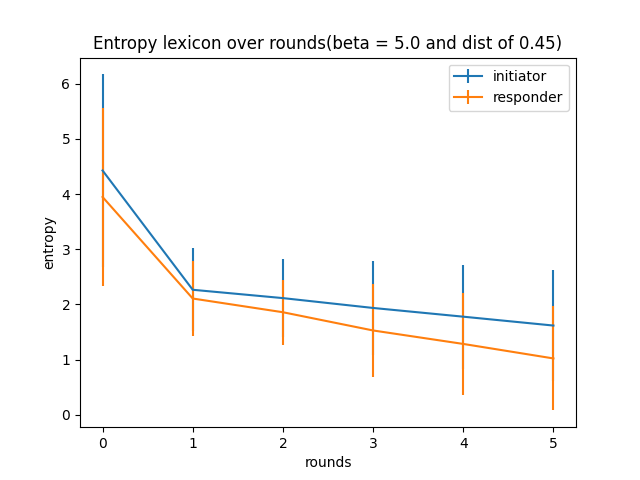 Entropy lexicon over rounds(beta = 5.0 and dist of 0.45)
initiator
responder
6
5
4
3
2
1
0
entropy
0 1 2 3 4 5
rounds